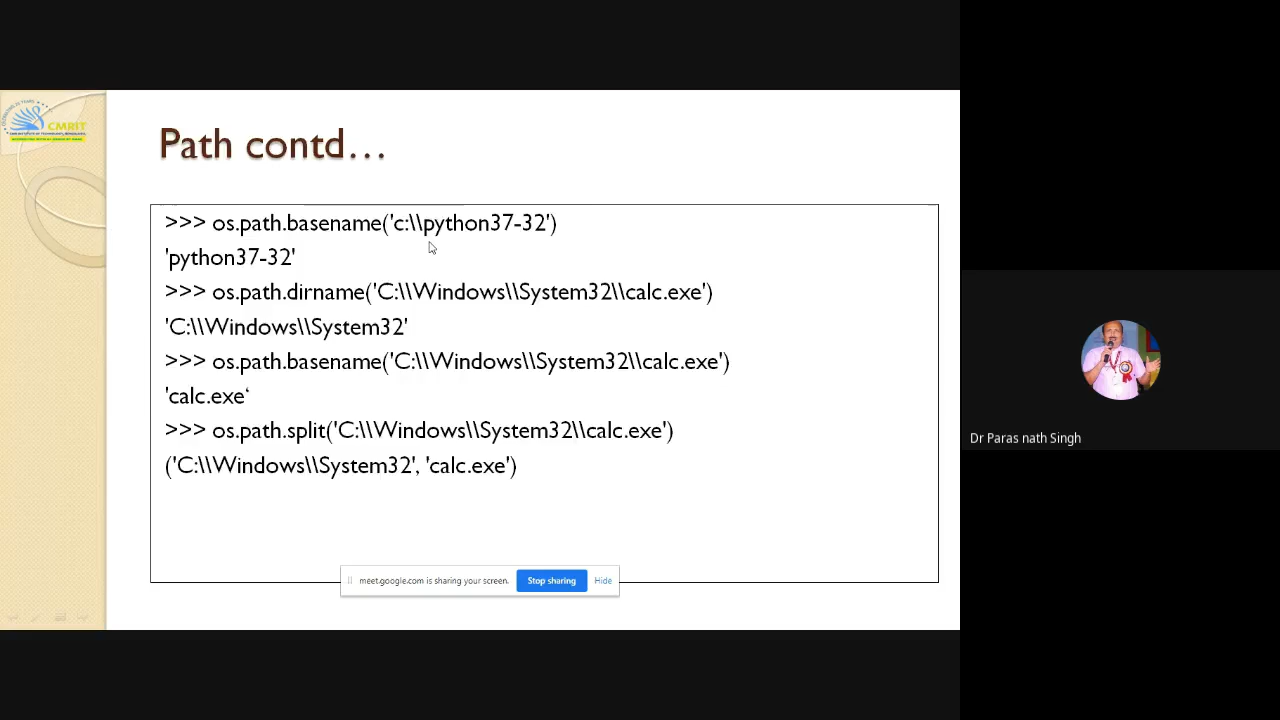 CMRIT
Path contd...
>>> os.path.basename('c:\\python37-32')
'python37-32'
>>> os.path.dirname('C:\\Windows\\System32\\calc.exe')
'C:\\Windows\\System32'
>>> os.path.basename('C:\\Windows\\System32\\calc.exe')
'calc.exe‘
>>> os.path.split('C:\\Windows\\System32\\calc.exe')
('C:\\Windows\\System32', 'calc.exe')
meet.google.com is sharing your screen. Stop sharing Hide
Dr Paras nath Singh